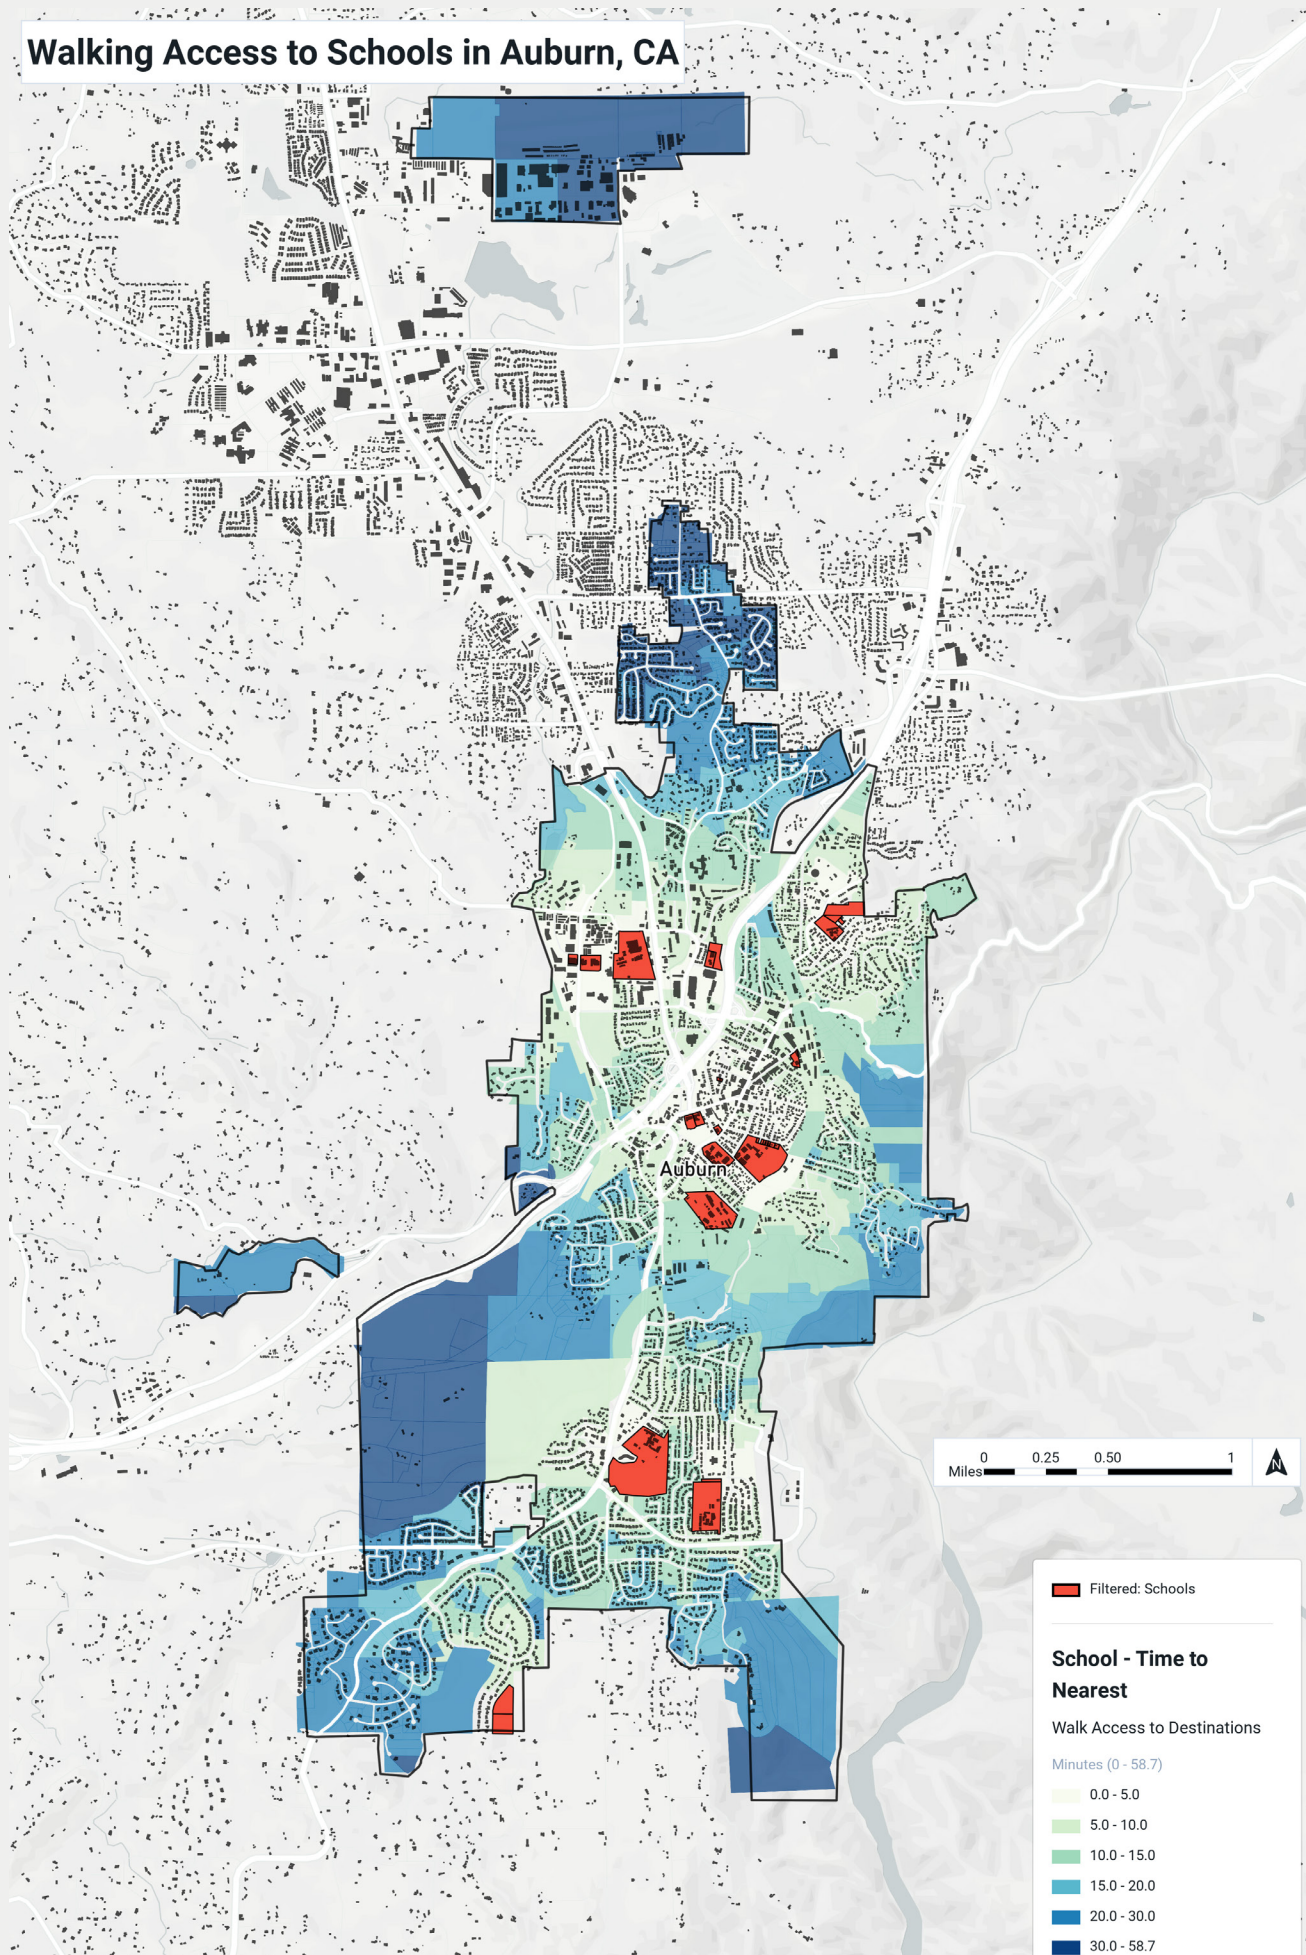 Walking Access to Schools in Auburn, CA
Auburn
0 0.25 0.50 1
Miles
N
Filtered: Schools
School - Time to
Nearest
Walk Access to Destinations
Minutes (0 - 58.7)
0.0 - 5.0
5.0 - 10.0
10.0 - 15.0
15.0 - 20.0
20.0 - 30.0
30.0 - 58.7